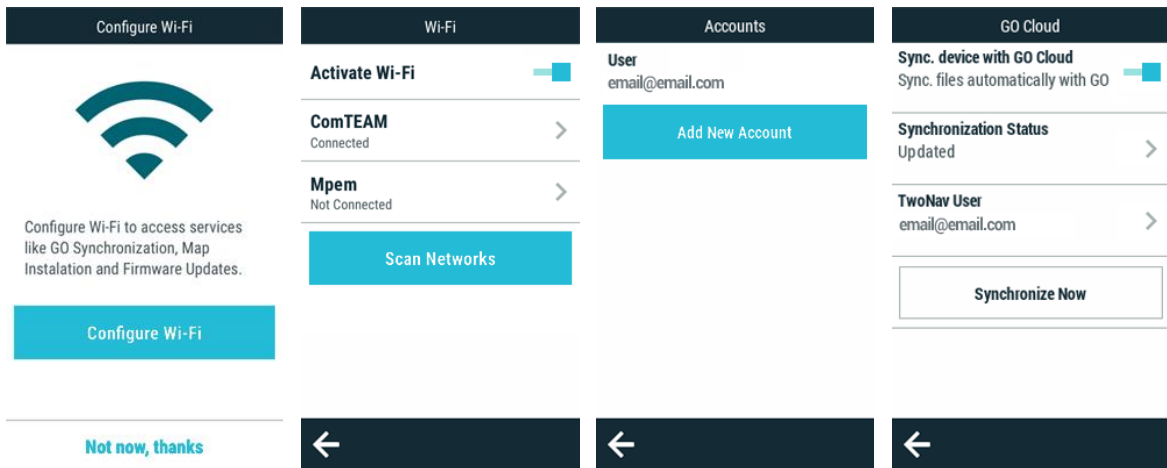 Configure Wi-Fi
Configure Wi-Fi to access services
like GO Synchronization, Map
Instalation and Firmware Updates.
Configure Wi-Fi
Not now, thanks
Wi-Fi
Activate Wi-Fi
ComTEAM
Connected
Mpem
Not Connected
Scan Networks
Accounts
User
email@email.com
Add New Account
GO Cloud
Sync. device with GO Cloud
Sync. files automatically with GO
Synchronization Status
Updated
TwoNav User
email@email.com
Synchronize Now